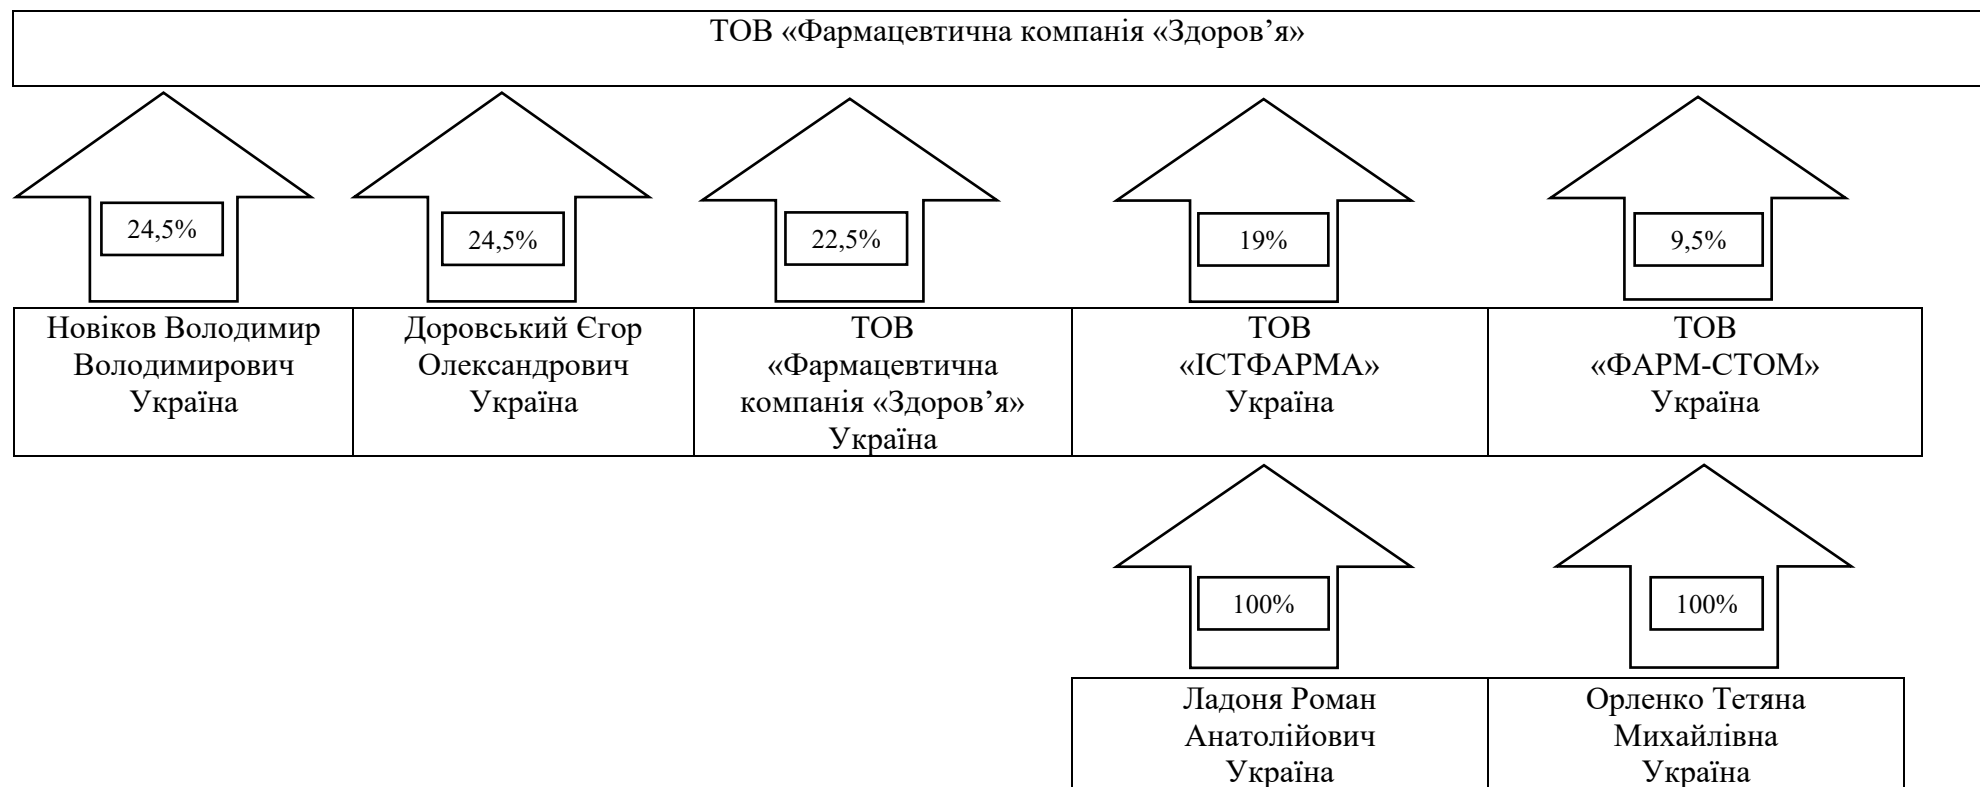 ТОВ «Фармацевтична компанія «Здоров’я»
24,5%
24,5%
22,5%
19%
9,5%
Новіков Володимир
Володимирович
Україна
Доровський Єгор
Олександрович
Україна
ТОВ
«Фармацевтична
компанія «Здоров’я»
Україна
ТОВ
«ІСТФАРМА»
Україна
ТОВ
«ФАРМ-СТОМ»
Україна
100%
100%
Ладоня Роман
Анатолійович
Україна
Орленко Тетяна
Михайлівна
Україна